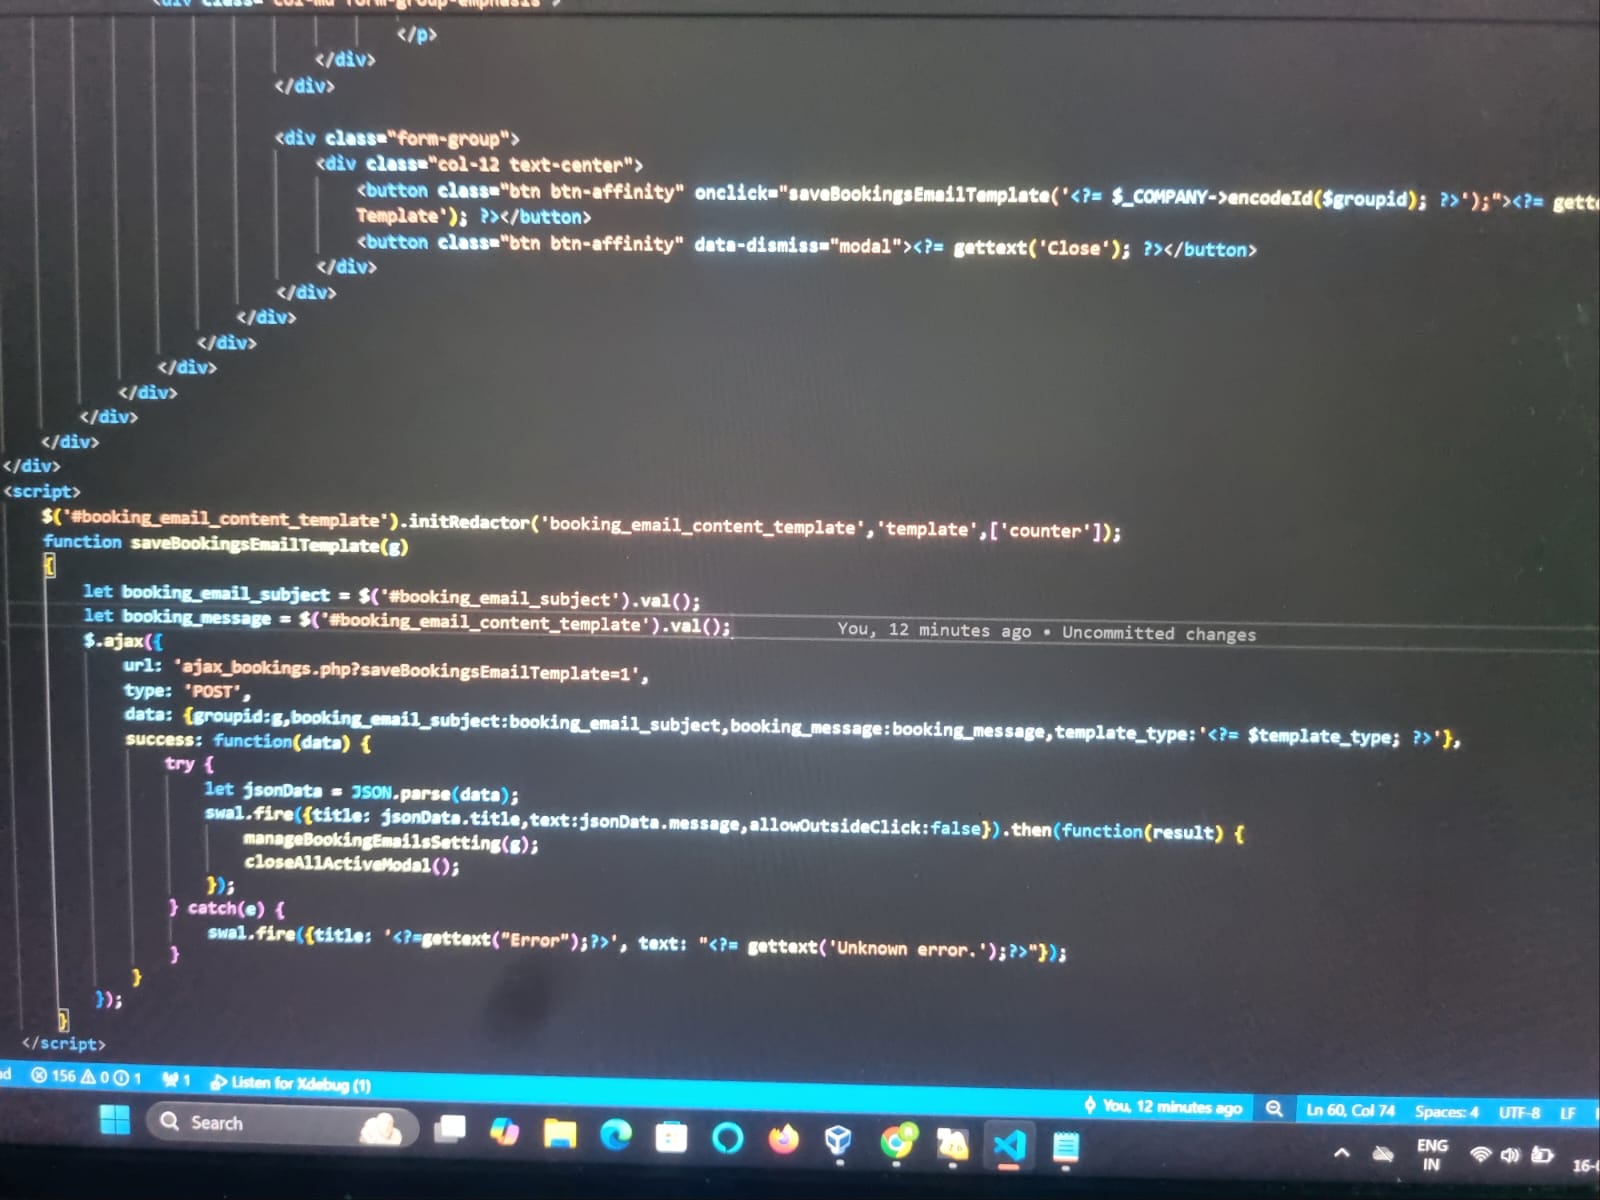 </p>
</div>
</div>
<div class="form-group">
<div class="col-12 text-center">
<button class="btn btn-affinity" onclick="saveBookingsEmailTemplate('<?= $_COMPANY->encodeId($groupid); ?>');"><?= gett
Template'); ?></button>
<button class="btn btn-affinity" data-dismiss="modal"><?= gettext('Close'); ?></button>
</div>
</div>
</div>
</div>
</div>
</div>
</div>
</div>
</div>
<script>
$('#booking_email_content_template').initRedactor('booking_email_content_template','template',['counter']);
function saveBookingsEmailTemplate(g)
{
let booking_email_subject = $('#booking_email_subject').val();
let booking_message = $('#booking_email_content_template').val(); You, 12 minutes ago • Uncommitted changes
$.ajax({
url: 'ajax_bookings.php?saveBookingsEmailTemplate=1',
type: 'POST',
data: {groupid:g,booking_email_subject:booking_email_subject,booking_message:booking_message,template_type:'<?= $template_type; ?>'},
success: function(data) {
try {
let jsonData = JSON.parse(data);
swal.fire({title: jsonData.title,text:jsonData.message,allowOutsideClick:false}).then(function(result) {
manageBookingEmailsSetting(g);
closeAllActiveModal();
});
} catch(e) {
swal.fire({title: '<?=gettext("Error");?>', text: "<?= gettext('Unknown error.');?>"});
}
}
});
}
</script>
156 0 1 1 Listen for Xdebug (1) You, 12 minutes ago Ln 60, Col 74 Spaces: 4 UTF-8 LF
Search ENG
IN
16-